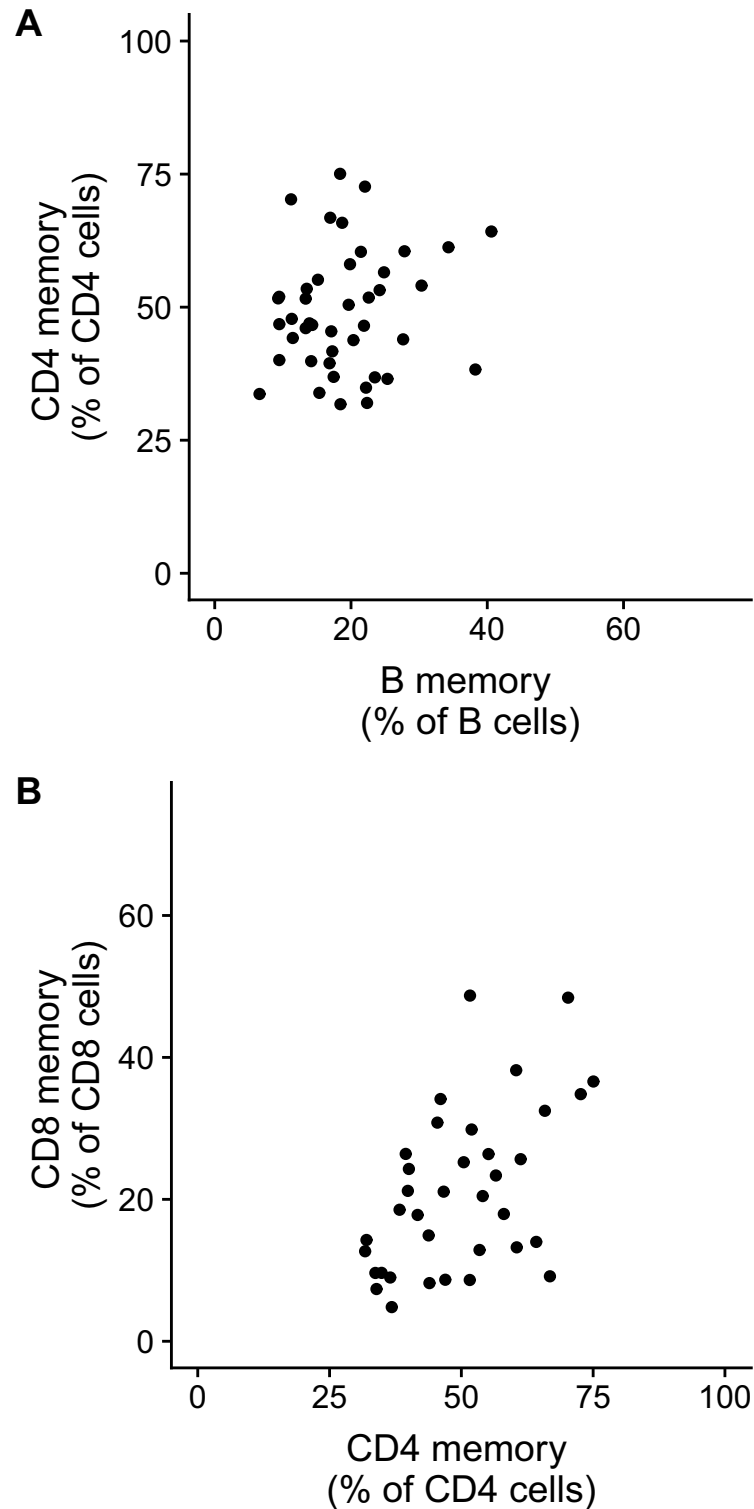 A
100
75
50
25
0
CD4 memory
(% of CD4 cells)
0 20 40 60
B memory
(% of B cells)
B
60
40
20
0
CD8 memory
(% of CD8 cells)
0 25 50 75 100
CD4 memory
(% of CD4 cells)